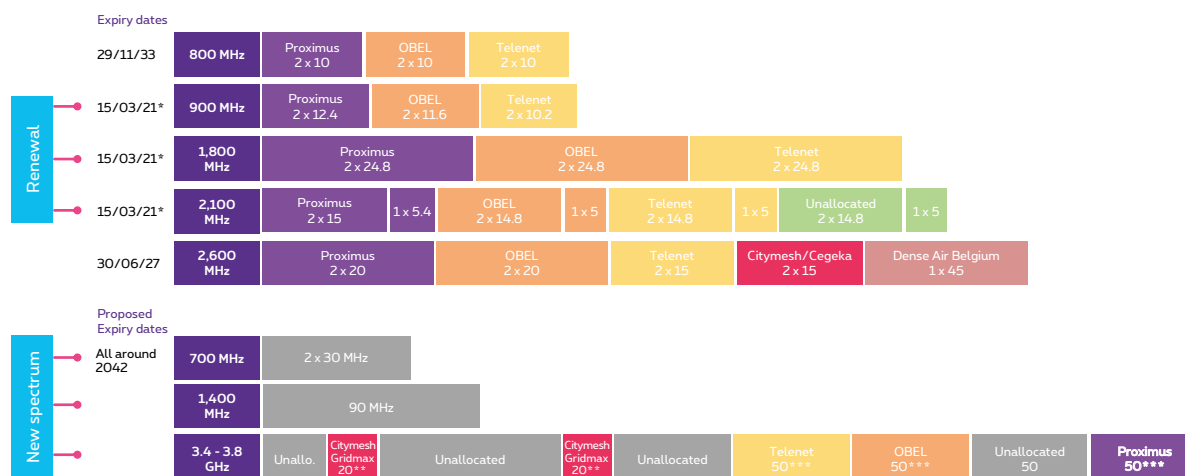 Expiry dates
29/11/33
800 MHz
Proximus
2 x 10
OBEL
2 x 10
Telenet
2 x 10
Renewal
15/03/21*
900 MHz
Proximus
2 x 12.4
OBEL
2 x 11.6
Telenet
2 x 10.2
15/03/21*
1,800
MHz
Proximus
2 x 24.8
OBEL
2 x 24.8
Telenet
2 x 24.8
15/03/21*
2,100
MHz
Proximus
2 x 15
1 x 5.4
OBEL
2 x 14.8
1 x 5
Telenet
2 x 14.8
1 x 5
Unallocated
2 x 14.8
1 x 5
30/06/27
2,600
MHz
Proximus
2 x 20
OBEL
2 x 20
Telenet
2 x 15
Citymesh/Cegeka
2 x 15
Dense Air Belgium
1 x 45
Proposed
Expiry dates
New spectrum
All around
2042
700 MHz
2 x 30 MHz
1,400
MHz
90 MHz
3.4 - 3.8
GHz
Unallo.
Citymesh
Gridmax
20**
Unallocated
Citymesh
Gridmax
20**
Unallocated
Telenet
50***
OBEL
50***
Unallocated
50
Proximus
50***